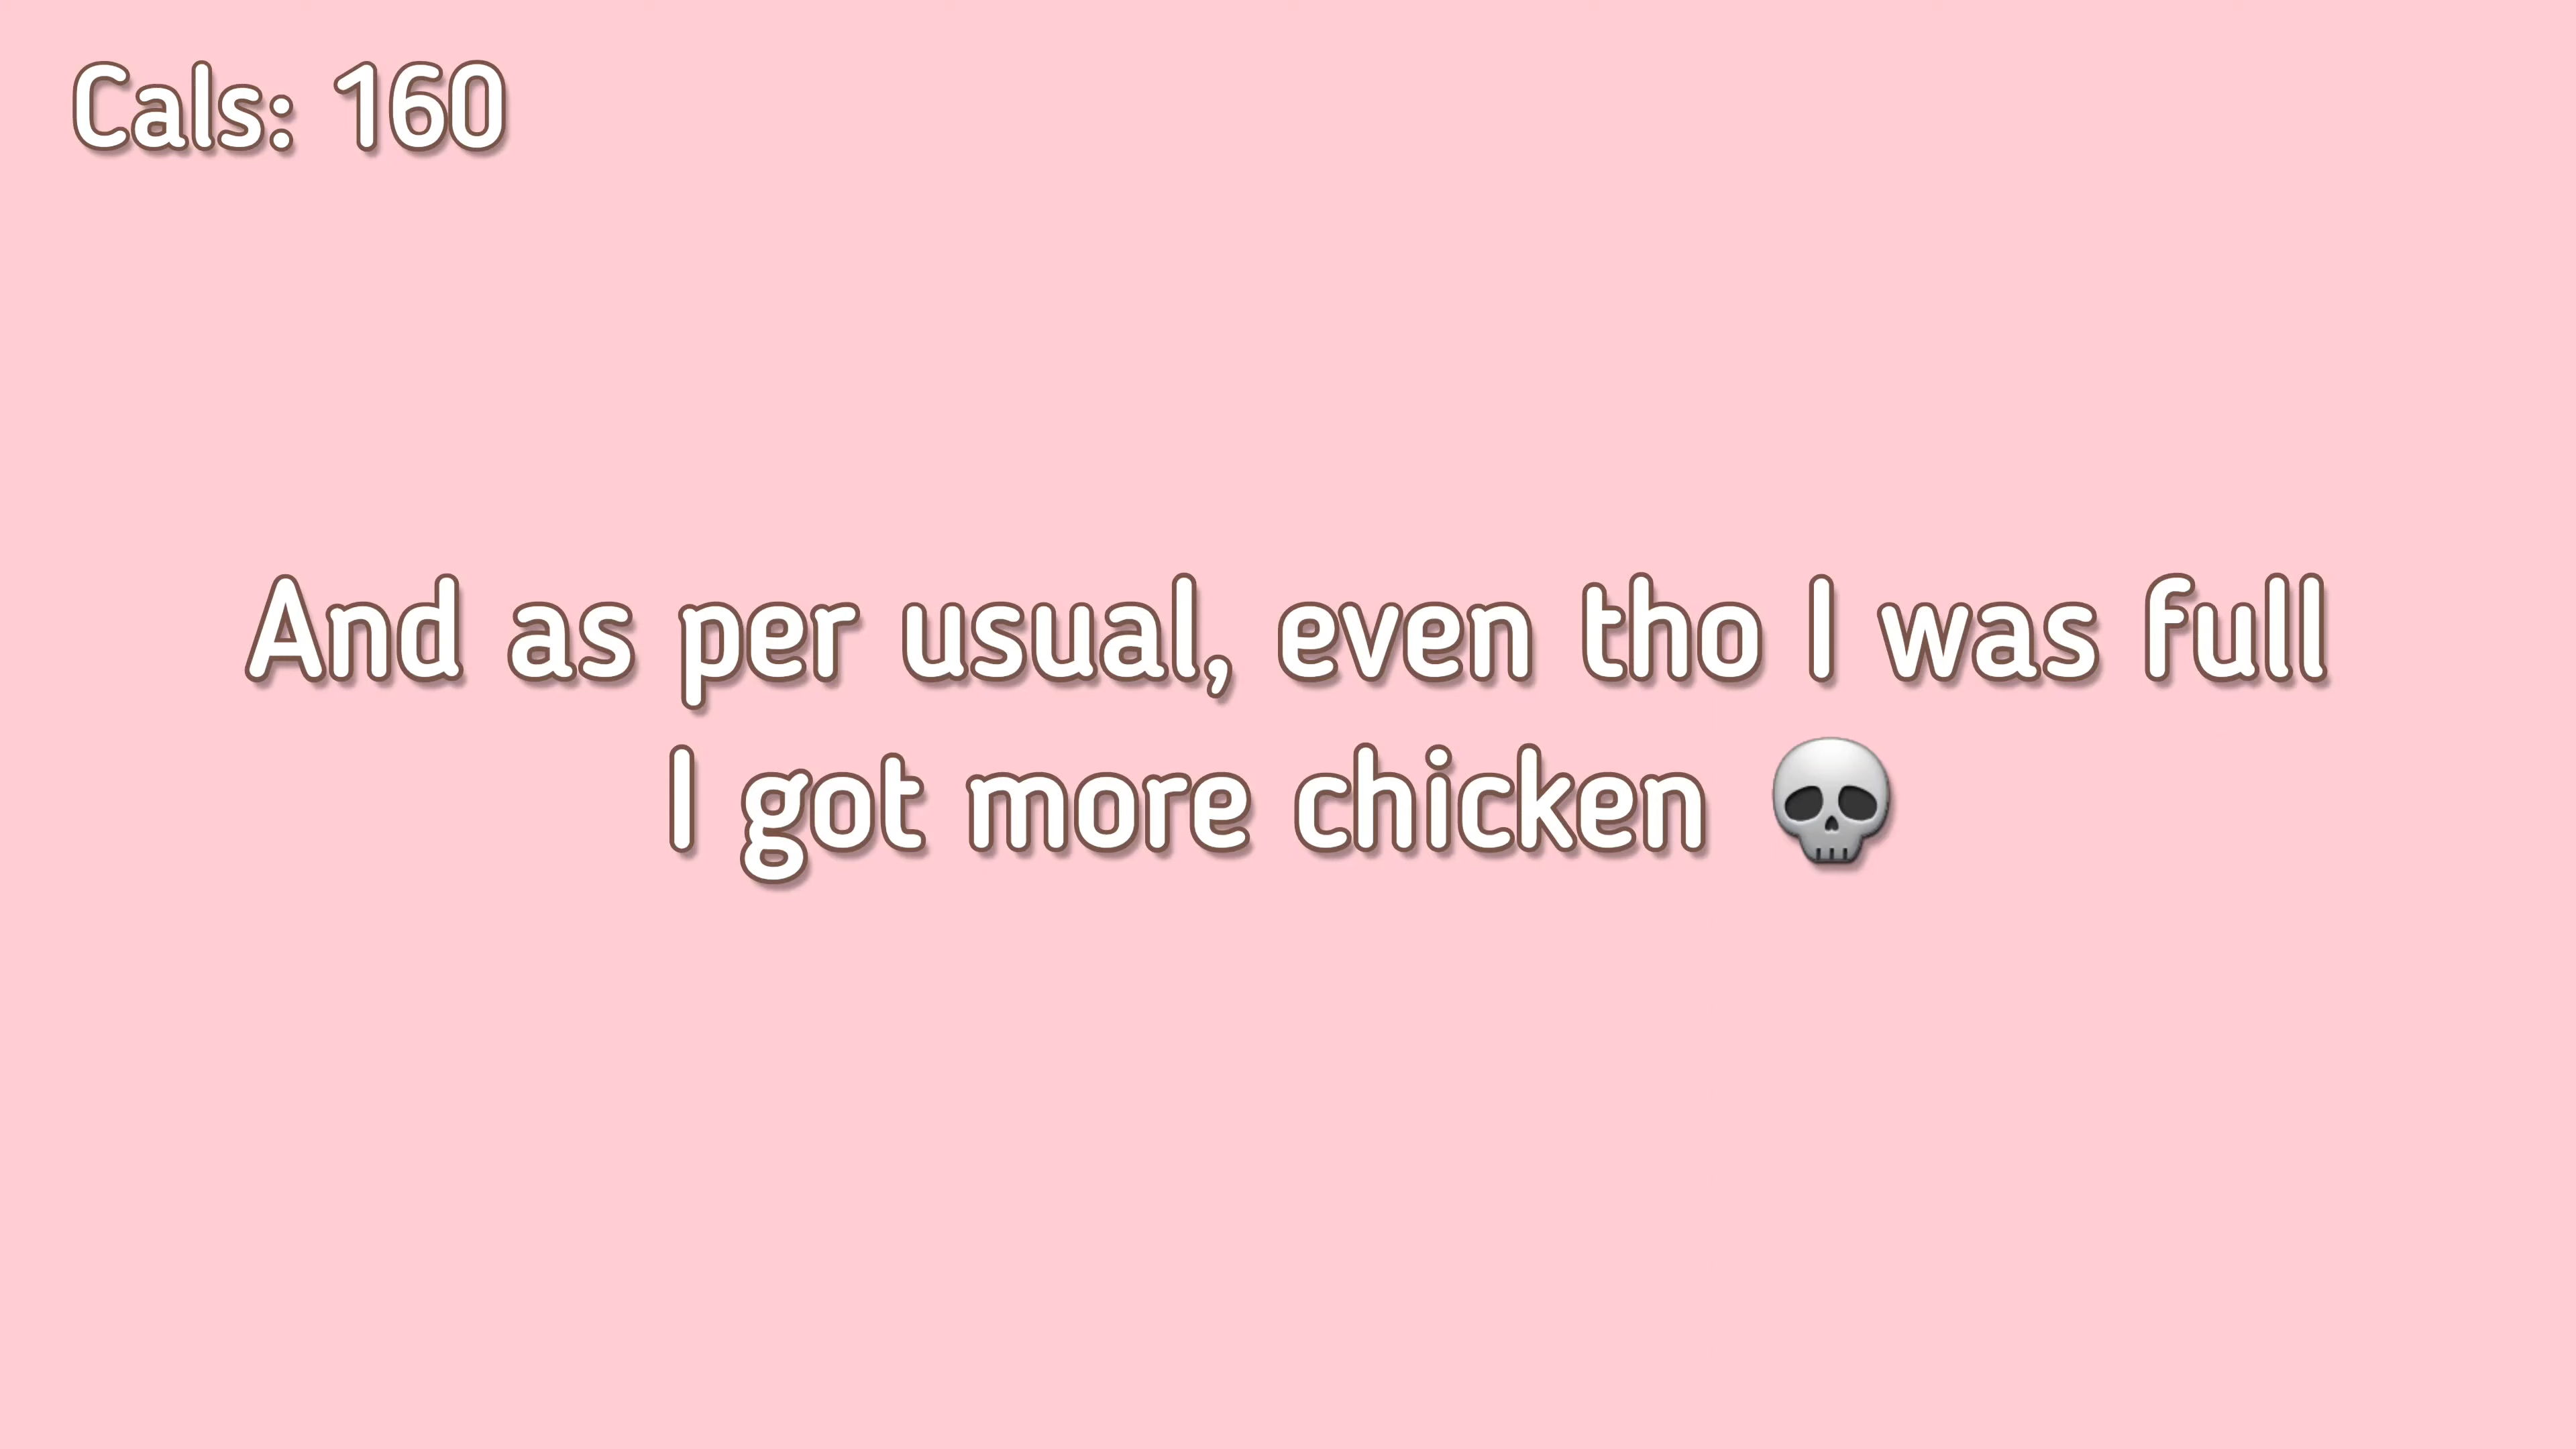 Cals: 160
And as per usual, even tho I was full
I got more chicken 💀